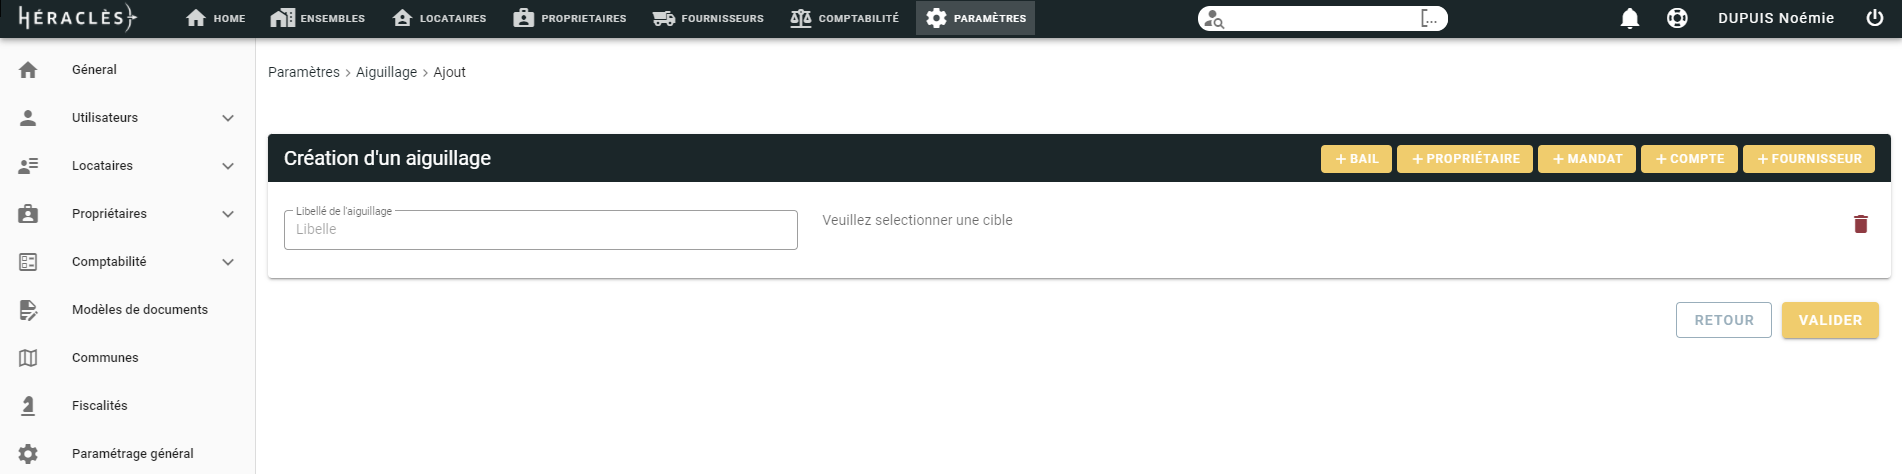 HÉRACLÈS
HOME
ENSEMBLES
LOCATAIRES
PROPRIETAIRES
FOURNISSEURS
COMPTABILITÉ
PARAMÈTRES
[...
DUPUIS Noémie
Géneral
Utilisateurs
Locataires
Propriétaires
Comptabilité
Modèles de documents
Communes
Fiscalités
Paramétrage général
Paramètres > Aiguillage > Ajout
Création d'un aiguillage
+ BAIL
+ PROPRIÉTAIRE
+ MANDAT
+ COMPTE
+ FOURNISSEUR
Libellé de l'aiguillage
Libelle
Veuillez selectionner une cible
RETOUR
VALIDER